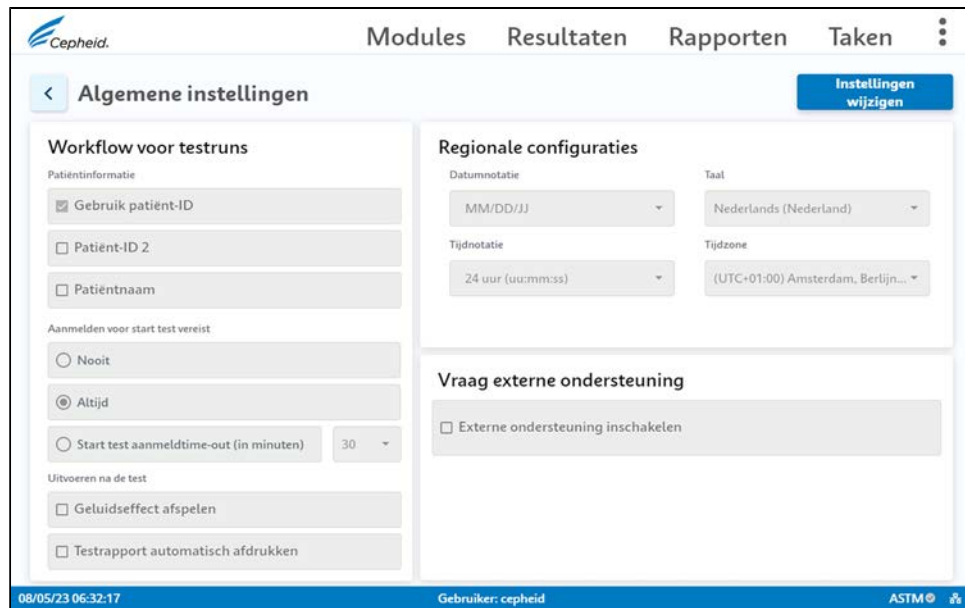 Cepheid.
Modules Resultaten Rapporten Taken
Algemene instellingen
Instellingen
wijzigen
Workflow voor testruns
Patiëntinformatie
Gebruik patiënt-ID
Patiënt-ID 2
Patiëntnaam
Aanmelden voor start test vereist
Nooit
Altijd
Start test aanmeldtime-out (in minuten) 30
Uitvoeren na de test
Geluidseffect afspelen
Testrapport automatisch afdrukken
Regionale configuraties
Datumnotatie Taal
MM/DD/JJ Nederlands (Nederland)
Tijdnotatie Tijdzone
24 uur (uu:mm:ss) (UTC+01:00) Amsterdam, Berlijn...
Vraag externe ondersteuning
Externe ondersteuning inschakelen
08/05/23 06:32:17 Gebruiker: cepheid ASTM